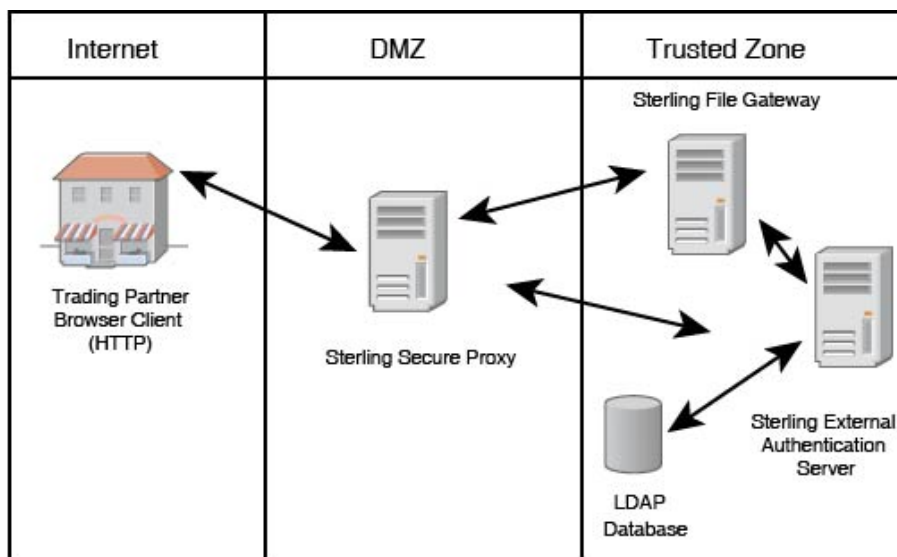 Internet
DMZ
Trusted Zone
Sterling File Gateway
Trading Partner
Browser Client
(HTTP)
Sterling Secure Proxy
Sterling External
Authentication
Server
LDAP
Database